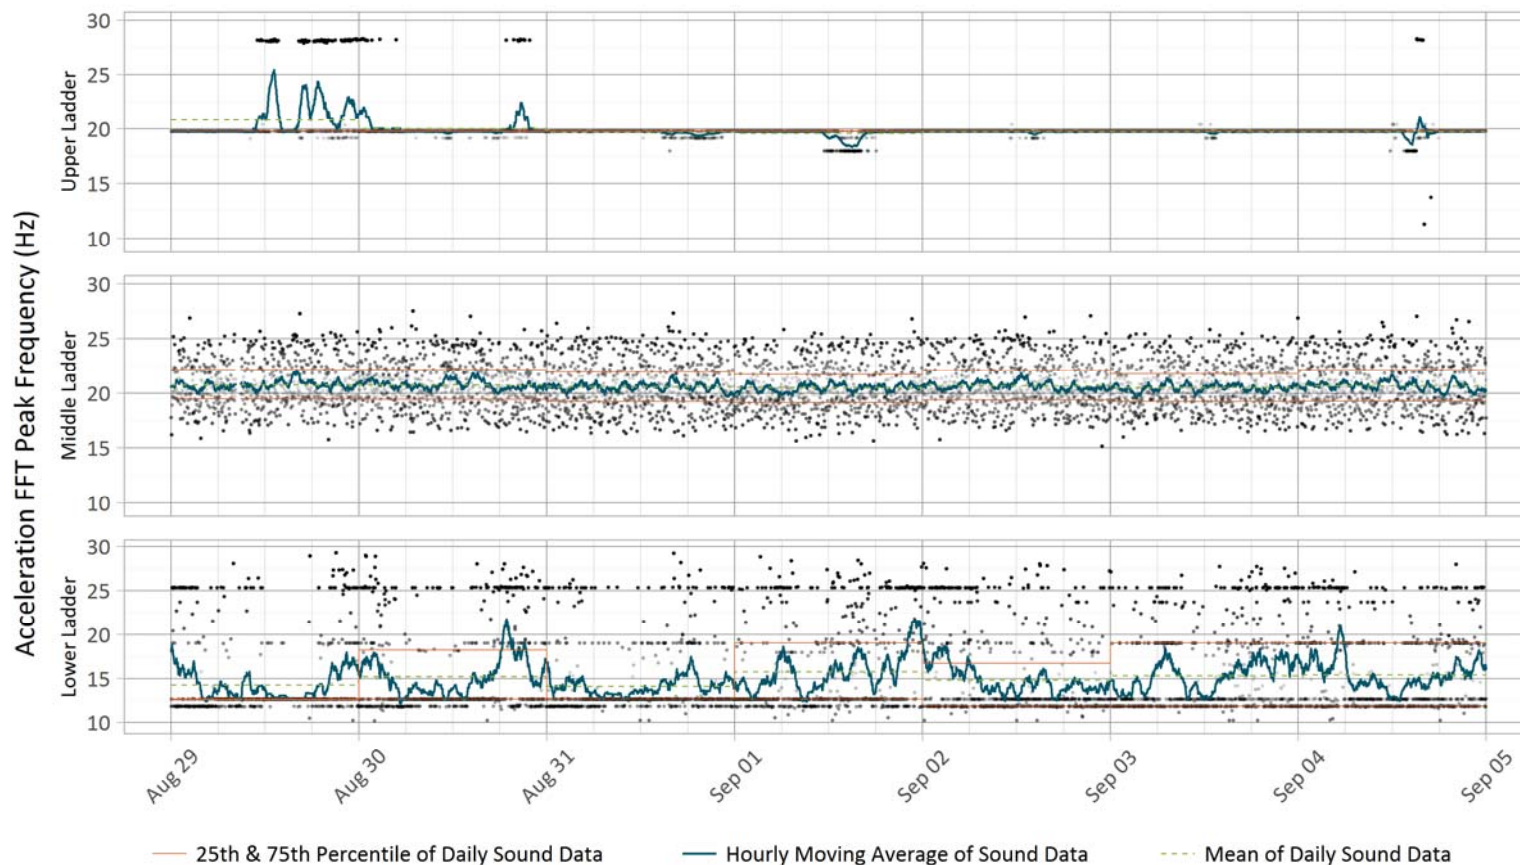 Acceleration FFT Peak Frequency (Hz)
Upper Ladder
30
25
20
15
10
Middle Ladder
30
25
20
15
10
Lower Ladder
30
25
20
15
10
Aug 29
Aug 30
Aug 31
Sep 01
Sep 02
Sep 03
Sep 04
Sep 05
25th & 75th Percentile of Daily Sound Data
Hourly Moving Average of Sound Data
Mean of Daily Sound Data